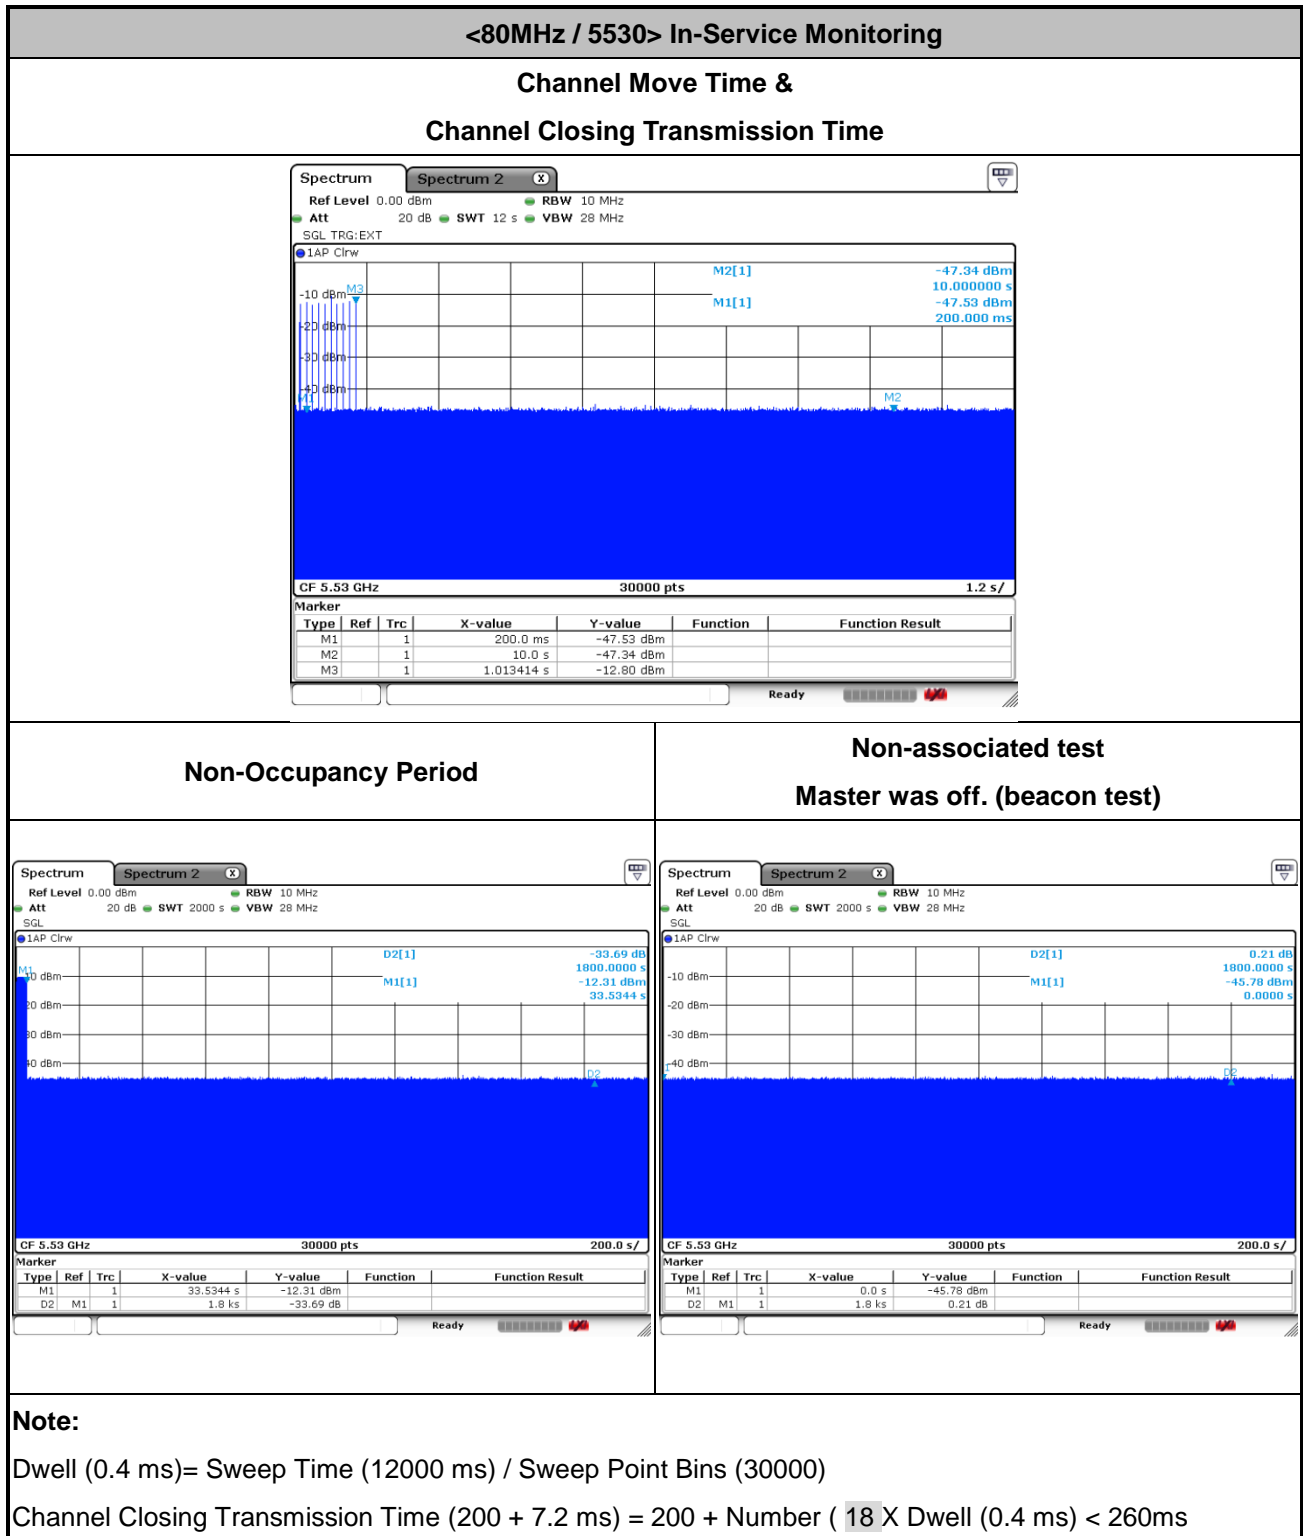 <80MHz / 5530> In-Service Monitoring
Channel Move Time &
Channel Closing Transmission Time
Spectrum
Spectrum 2
Ref Level 0.00 dBm RBW 10 MHz
Att 20 dB SWT 12 s VBW 28 MHz
SGL TRG:EXT
1AP Clrw
M2[1] -47.34 dBm
10.000000 s
M1[1] -47.53 dBm
200.000 ms
-10 dBm
M3
-20 dBm
-30 dBm
-40 dBm
M1
M2
CF 5.53 GHz 30000 pts 1.2 s/
Marker
Type Ref Trc X-value Y-value Function Function Result
M1 1 200.0 ms -47.53 dBm
M2 1 10.0 s -47.34 dBm
M3 1 1.013414 s -12.80 dBm
Ready
Non-Occupancy Period
Spectrum
Spectrum 2
Ref Level 0.00 dBm RBW 10 MHz
Att 20 dB SWT 2000 s VBW 28 MHz
SGL
1AP Clrw
D2[1] -33.69 dB
1800.0000 s
M1[1] -12.31 dBm
33.5344 s
M1
10 dBm
20 dBm
30 dBm
40 dBm
D2
CF 5.53 GHz 30000 pts 200.0 s/
Marker
Type Ref Trc X-value Y-value Function Function Result
M1 1 33.5344 s -12.31 dBm
D2 M1 1 1.8 ks -33.69 dB
Ready
Non-associated test
Master was off. (beacon test)
Spectrum
Spectrum 2
Ref Level 0.00 dBm RBW 10 MHz
Att 20 dB SWT 2000 s VBW 28 MHz
SGL
1AP Clrw
D2[1] 0.21 dB
1800.0000 s
M1[1] -45.78 dBm
0.0000 s
-10 dBm
-20 dBm
-30 dBm
-40 dBm
D2
CF 5.53 GHz 30000 pts 200.0 s/
Marker
Type Ref Trc X-value Y-value Function Function Result
M1 1 0.0 s -45.78 dBm
D2 M1 1 1.8 ks 0.21 dB
Ready
Note:
Dwell (0.4 ms)= Sweep Time (12000 ms) / Sweep Point Bins (30000)
Channel Closing Transmission Time (200 + 7.2 ms) = 200 + Number ( 18 X Dwell (0.4 ms) < 260ms